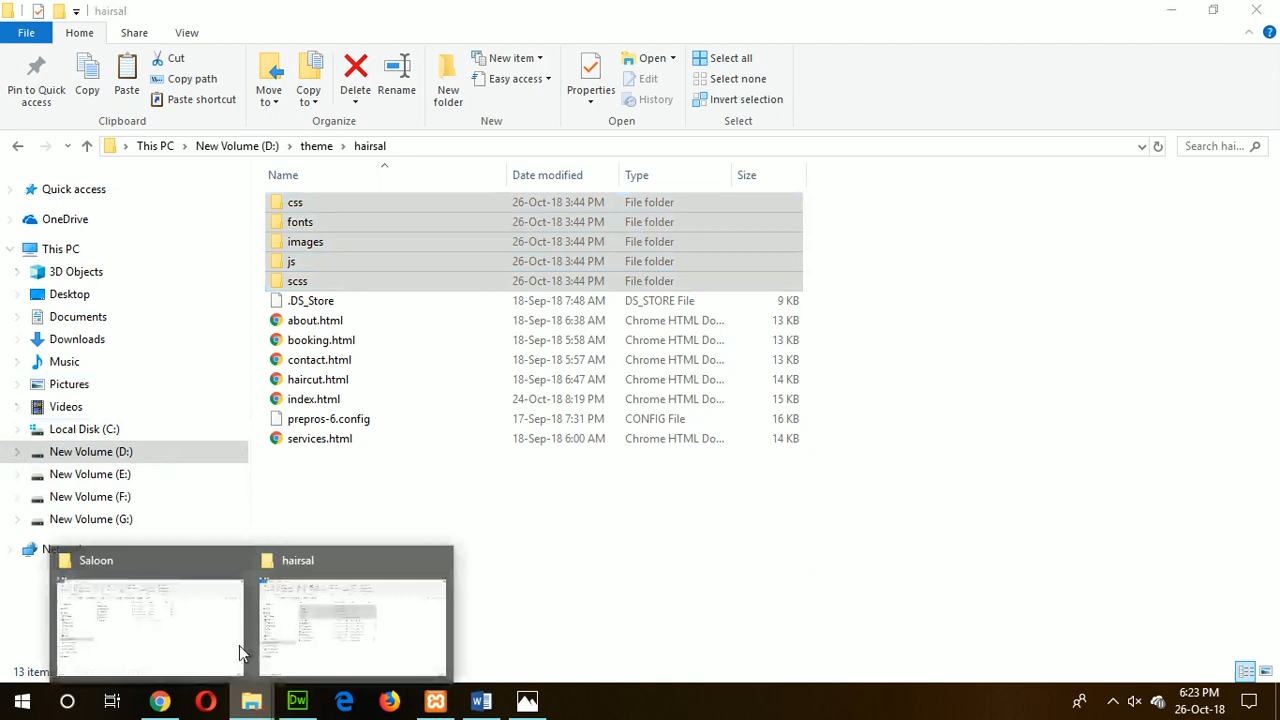 hairsal
File Home Share View
Pin to Quick access
Copy
Paste
Cut
Copy path
Paste shortcut
Clipboard
Move to
Copy to
Delete
Rename
Organize
New folder
New item
Easy access
New
Properties
Open
Edit
History
Open
Select all
Select none
Invert selection
Select
This PC New Volume (D:) theme hairsal
Search hai...
Name Date modified Type Size
Quick access
OneDrive
This PC
3D Objects
Desktop
Documents
Downloads
Music
Pictures
Videos
Local Disk (C:)
New Volume (D:)
New Volume (E:)
New Volume (F:)
New Volume (G:)
css 26-Oct-18 3:44 PM File folder
fonts 26-Oct-18 3:44 PM File folder
images 26-Oct-18 3:44 PM File folder
js 26-Oct-18 3:44 PM File folder
scss 26-Oct-18 3:44 PM File folder
.DS_Store 18-Sep-18 7:48 AM DS_STORE File 9 KB
about.html 18-Sep-18 6:38 AM Chrome HTML Do... 13 KB
booking.html 18-Sep-18 5:58 AM Chrome HTML Do... 13 KB
contact.html 18-Sep-18 5:57 AM Chrome HTML Do... 13 KB
haircut.html 18-Sep-18 6:47 AM Chrome HTML Do... 14 KB
index.html 24-Oct-18 8:19 PM Chrome HTML Do... 15 KB
prepros-6.config 17-Sep-18 7:31 PM CONFIG File 16 KB
services.html 18-Sep-18 6:00 AM Chrome HTML Do... 14 KB
Saloon hairsal
13 item
Dw
6:23 PM
26-Oct-18